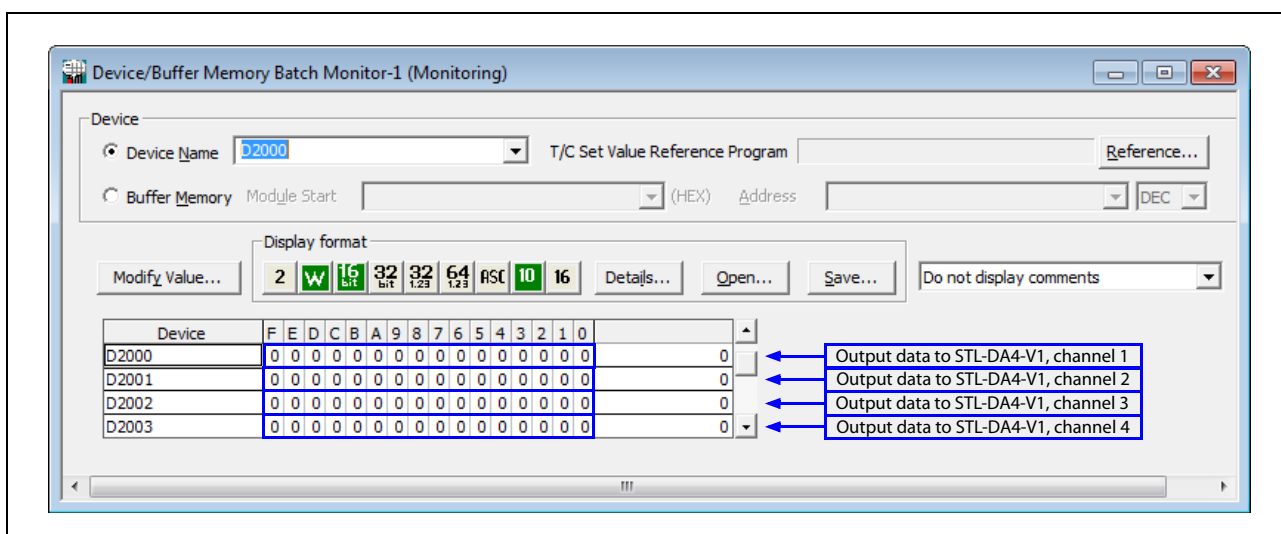 Device/Buffer Memory Batch Monitor-1 (Monitoring)
Device
Device Name D2000 T/C Set Value Reference Program Reference...
Buffer Memory Module Start (HEX) Address DEC
Display format
Modify Value... 2 W 16 bit 32 bit 32 1.23 64 1.23 ASC 10 16 Details... Open... Save... Do not display comments
Device F E D C B A 9 8 7 6 5 4 3 2 1 0
D2000 0 0 0 0 0 0 0 0 0 0 0 0 0 0 0 0 0 Output data to STL-DA4-V1, channel 1
D2001 0 0 0 0 0 0 0 0 0 0 0 0 0 0 0 0 0 Output data to STL-DA4-V1, channel 2
D2002 0 0 0 0 0 0 0 0 0 0 0 0 0 0 0 0 0 Output data to STL-DA4-V1, channel 3
D2003 0 0 0 0 0 0 0 0 0 0 0 0 0 0 0 0 0 Output data to STL-DA4-V1, channel 4